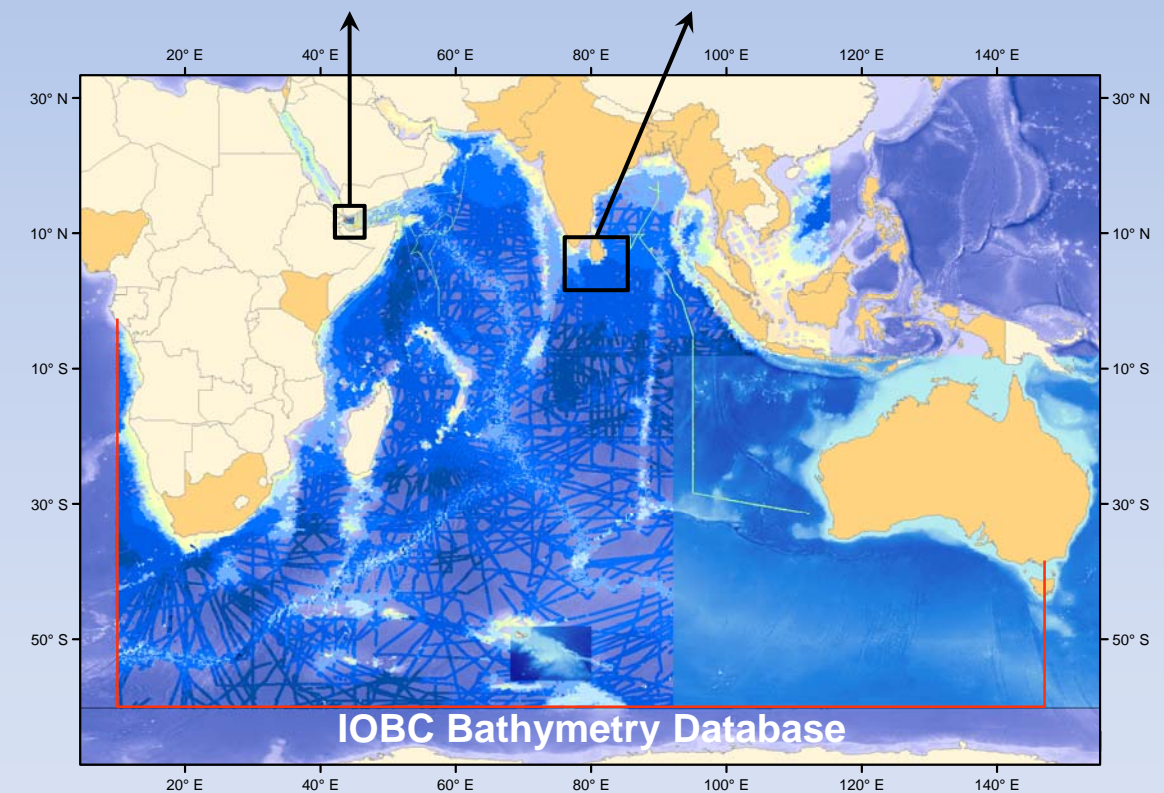 20° E 40° E 60° E 80° E 100° E 120° E 140° E
30° N 30° N
10° N 10° N
10° S 10° S
30° S 30° S
50° S 50° S
IOBC Bathymetry Database
20° E 40° E 60° E 80° E 100° E 120° E 140° E